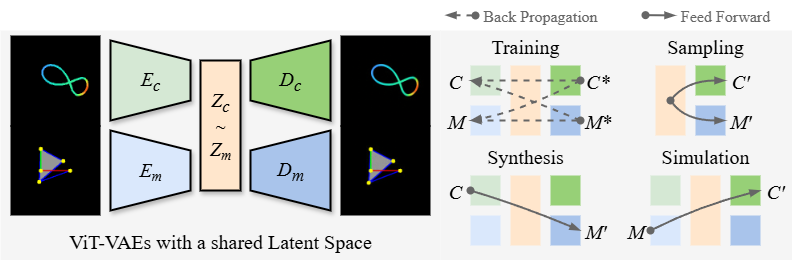 Back Propagation
Feed Forward
E_c
Z_c
~
Z_m
D_c
E_m
D_m
ViT-VAEs with a shared Latent Space
Training
C
C*
M
M*
Sampling
C'
M'
Synthesis
C
M'
Simulation
C'
M